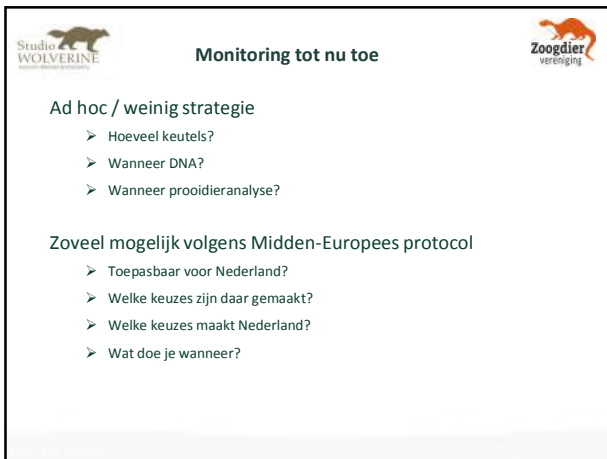 Studio
WOLVERINE
Monitoring tot nu toe
Zoogdier
vereniging
Ad hoc / weinig strategie
➢ Hoeveel keutels?
➢ Wanneer DNA?
➢ Wanneer prooidieranalyse?
Zoveel mogelijk volgens Midden-Europees protocol
➢ Toepasbaar voor Nederland?
➢ Welke keuzes zijn daar gemaakt?
➢ Welke keuzes maakt Nederland?
➢ Wat doe je wanneer?